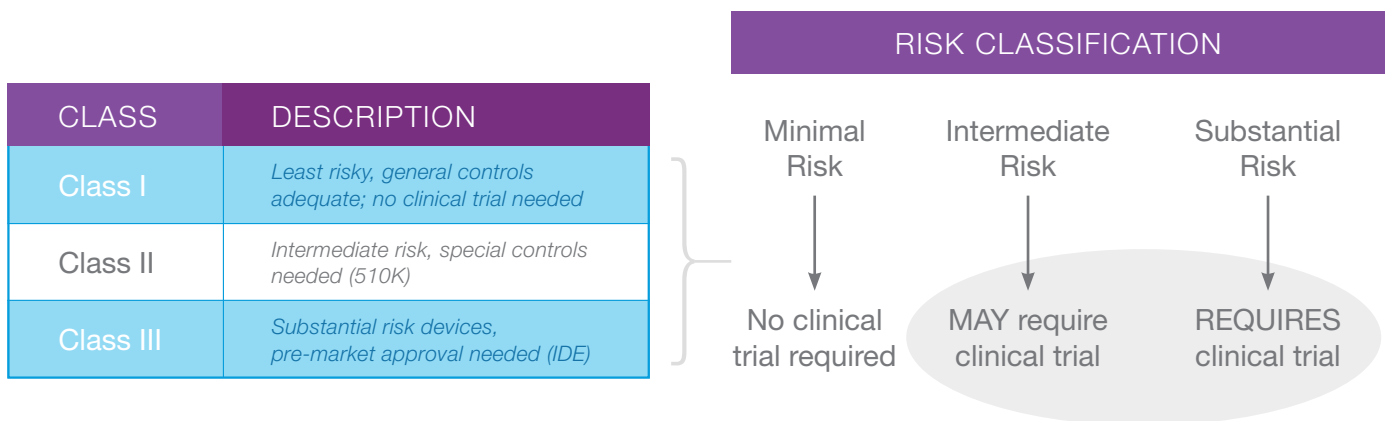 RISK CLASSIFICATION
CLASS DESCRIPTION
Class I
Least risky, general controls
adequate; no clinical trial needed
Class II
Intermediate risk, special controls
needed (510K)
Class III
Substantial risk devices,
pre-market approval needed (IDE)
Minimal
Risk
Intermediate
Risk
Substantial
Risk
No clinical
trial required
MAY require
clinical trial
REQUIRES
clinical trial